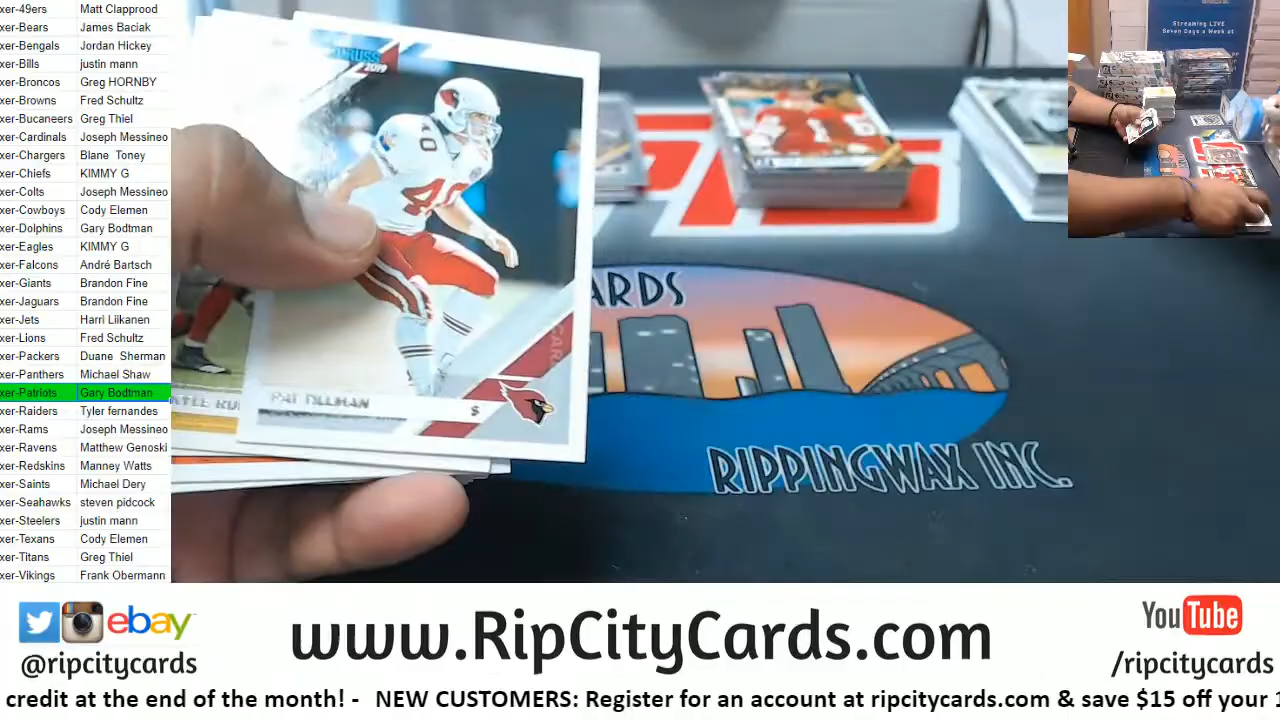 xer-49ers Matt Clapprood
xer-Bears James Baciak
xer-Bengals Jordan Hickey
xer-Bills justin mann
xer-Broncos Greg HORNBY
xer-Browns Fred Schultz
xer-Bucaneers Greg Thiel
xer-Cardinals Joseph Messineo
xer-Chargers Blane Toney
xer-Chiefs KIMMY G
xer-Colts Joseph Messineo
xer-Cowboys Cody Elemen
xer-Dolphins Gary Bodtman
xer-Eagles KIMMY G
xer-Falcons André Bartsch
xer-Giants Brandon Fine
xer-Jaguars Brandon Fine
xer-Jets Harri Liikanen
xer-Lions Fred Schultz
xer-Packers Duane Sherman
xer-Panthers Michael Shaw
xer-Patriots Gary Bodtman
xer-Raiders Tyler fernandes
xer-Rams Joseph Messineo
xer-Ravens Matthew Genoski
xer-Redskins Manney Watts
xer-Saints Michael Dery
xer-Seahawks steven pidcock
xer-Steelers justin mann
xer-Texans Cody Elemen
xer-Titans Greg Thiel
xer-Vikings Frank Obermann
2019
40
PAT TILLMAN
S
ARDS
RIPPINGWAX INC.
Streaming LIVE
Seven Days a Week at
ebay
@ripcitycards
www.RipCityCards.com
YouTube
/ripcitycards
credit at the end of the month! - NEW CUSTOMERS: Register for an account at ripcitycards.com & save $15 off your 1